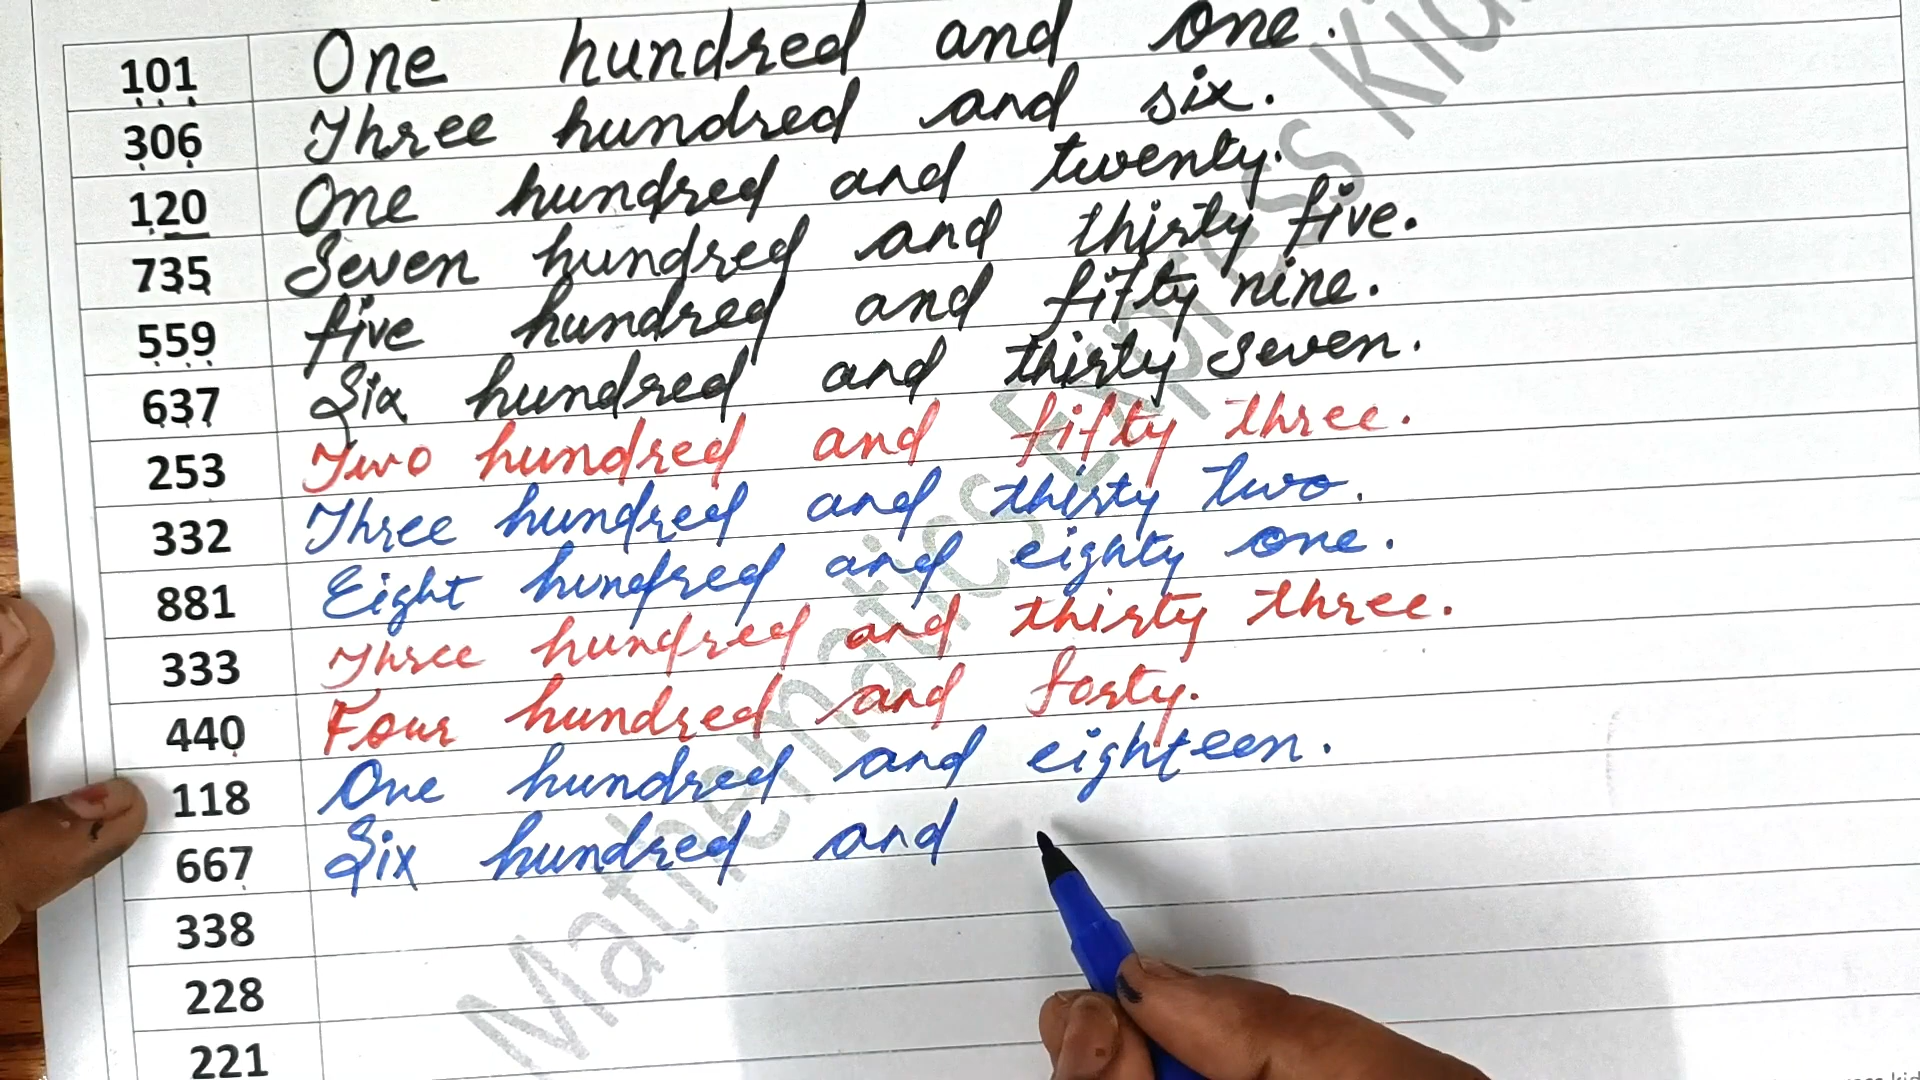 101 One hundred and one.
306 Three hundred and six.
120 One hundred and twenty.
735 Seven hundred and thirty five.
559 five hundred and fifty nine.
637 Six hundred and thirty seven.
253 Two hundred and fifty three.
332 Three hundred and thirty two.
881 Eight hundred and eighty one.
333 Three hundred and thirty three.
440 Four hundred and forty.
118 One hundred and eighteen.
667 Six hundred and
338
228
221
Mathematics Express Kids